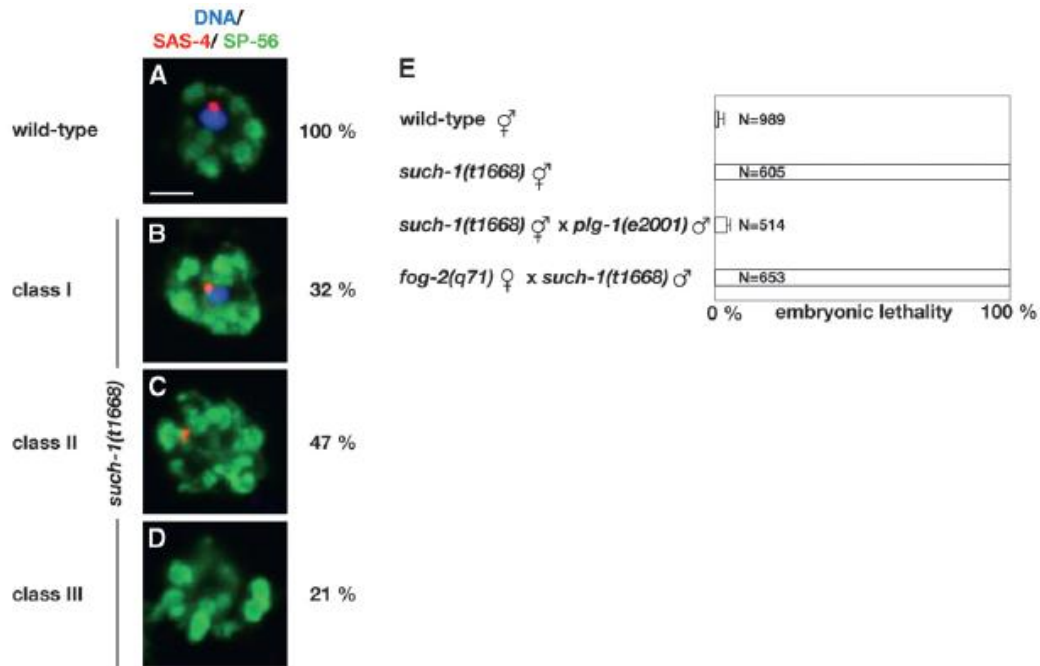 DNA/
SAS-4/ SP-56
A
wild-type
100 %
B
class I
32 %
such-1(t1668)
C
class II
47 %
D
class III
21 %
E
wild-type ⚥ N=989
such-1(t1668) ⚥ N=605
such-1(t1668) ⚥ x plg-1(e2001) ♂ N=514
fog-2(q71) ♀ x such-1(t1668) ♂ N=653
0 % embryonic lethality 100 %